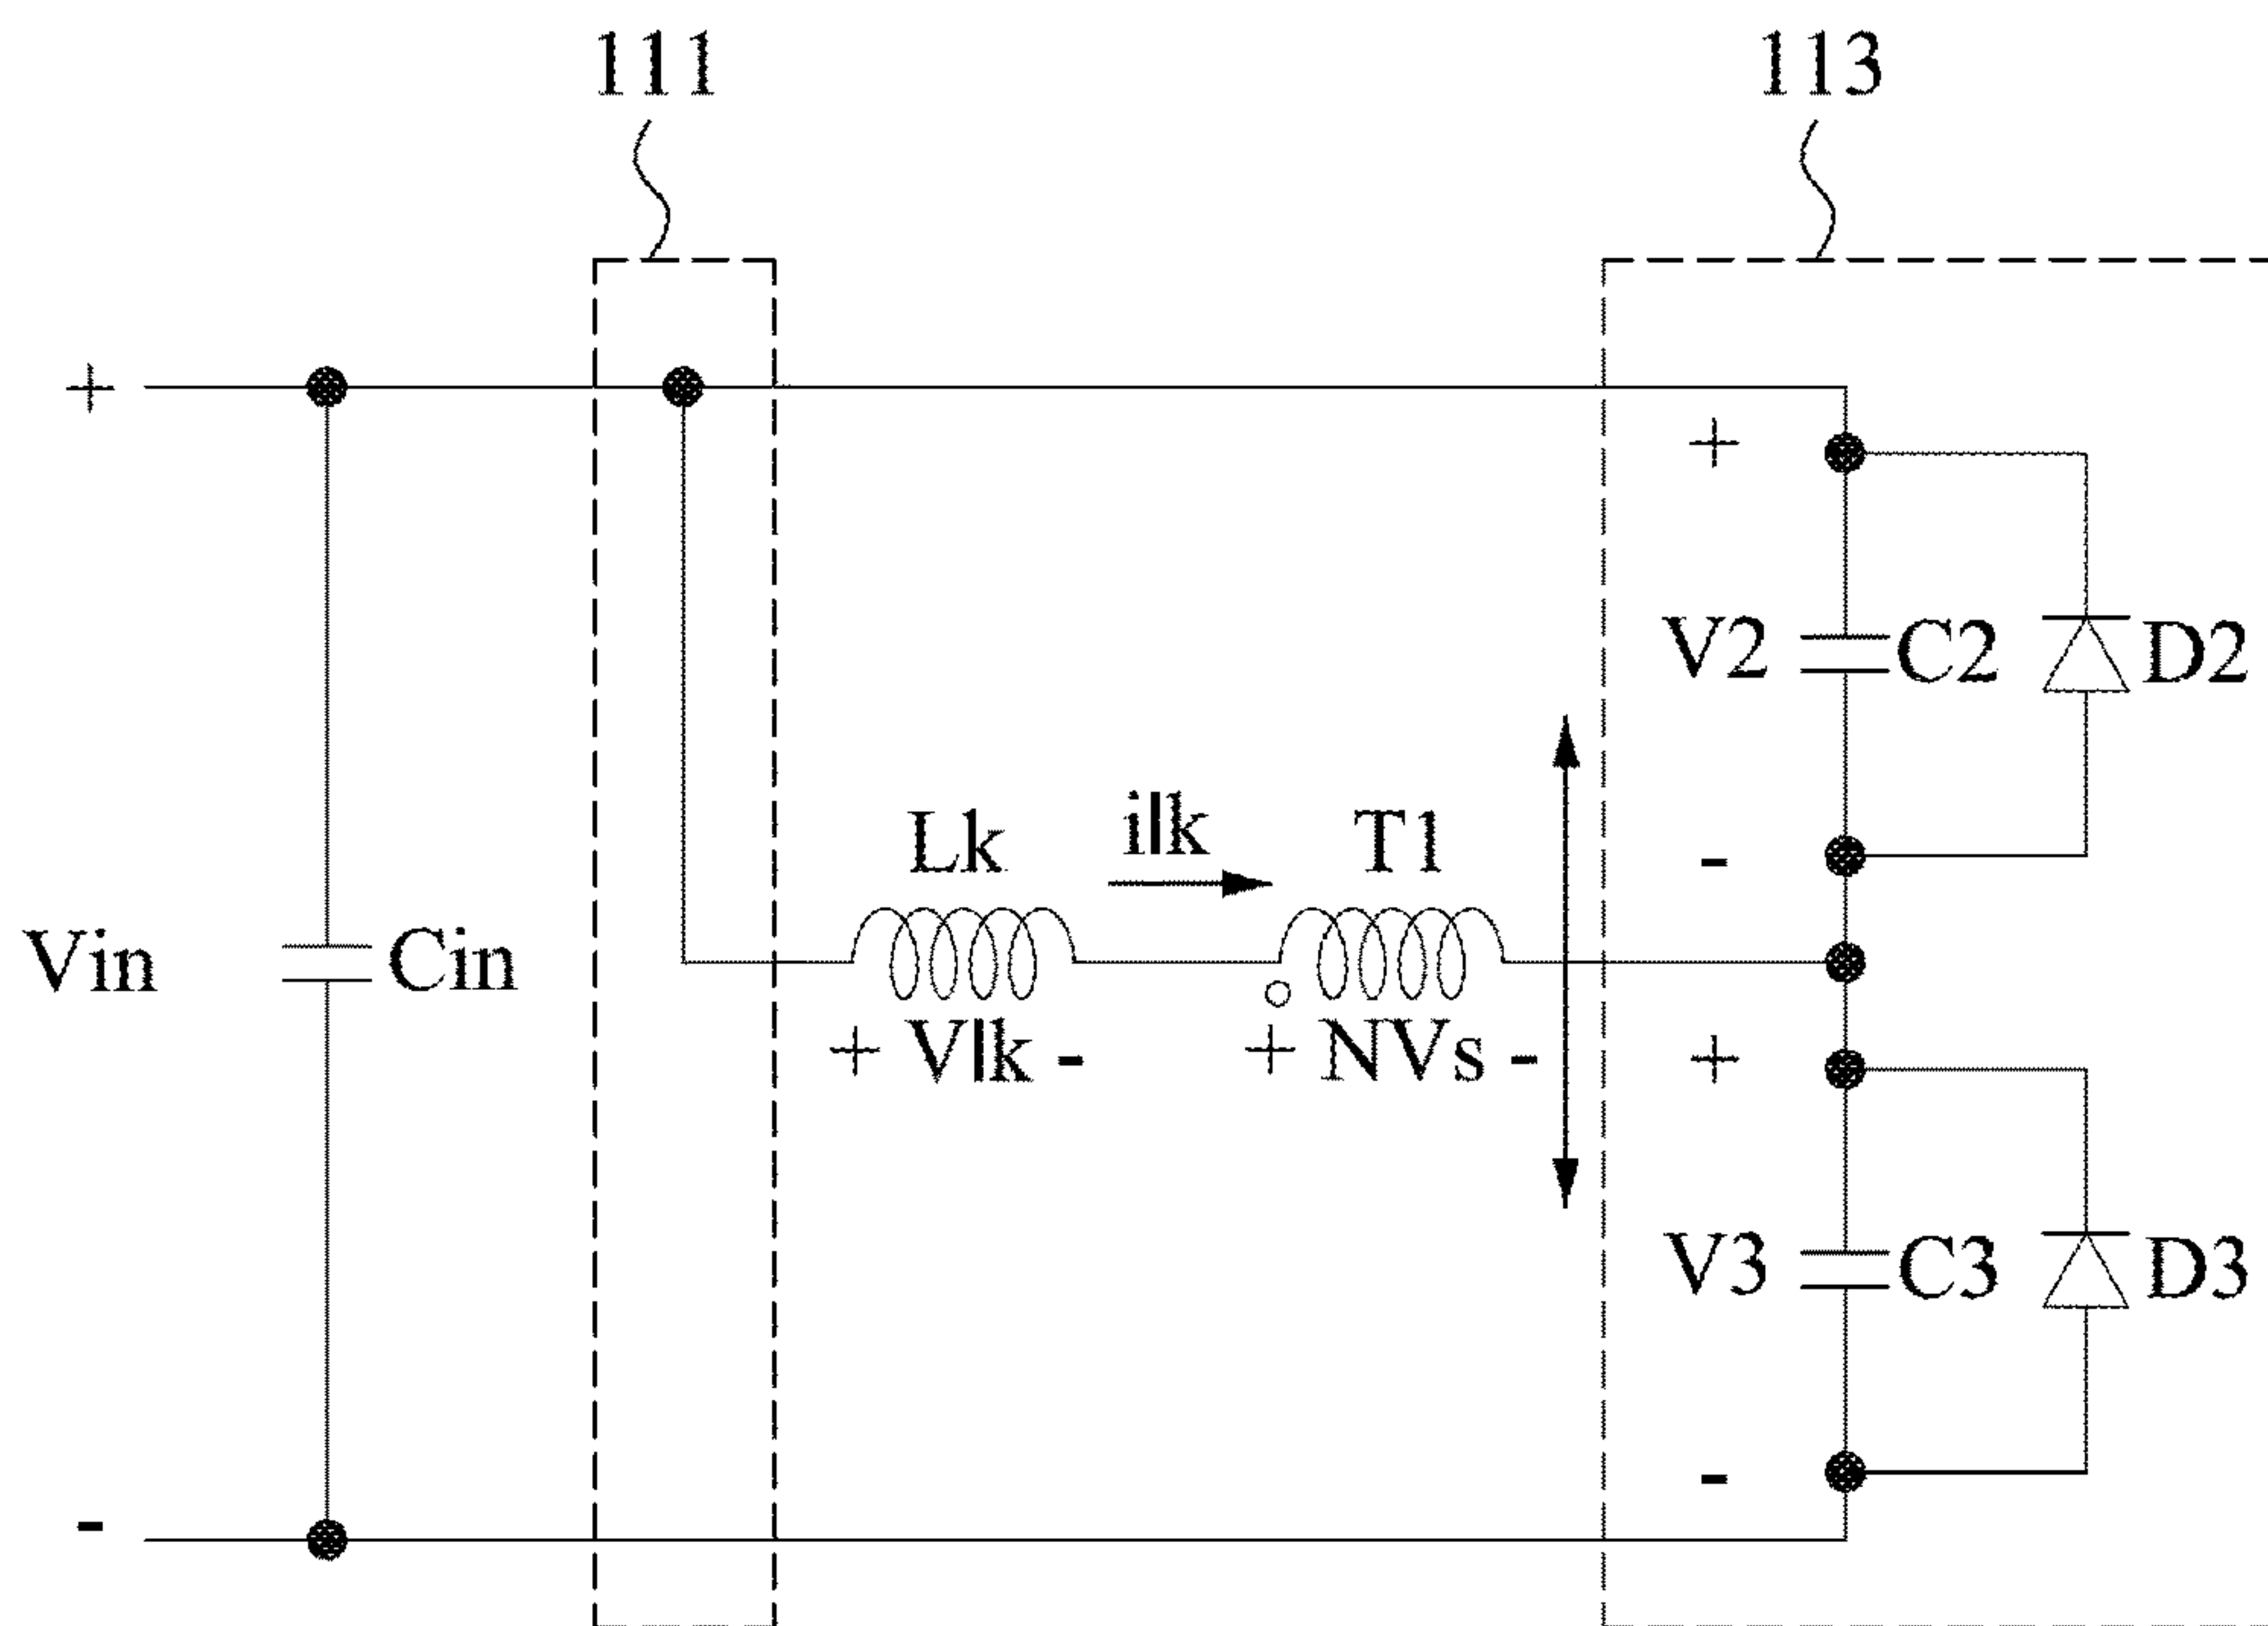 111
113
+
+
V2
C2
D2
-
Lk
ilk
T1
Vin
Cin
+ Vlk -
+ NVs -
+
V3
C3
D3
-
-